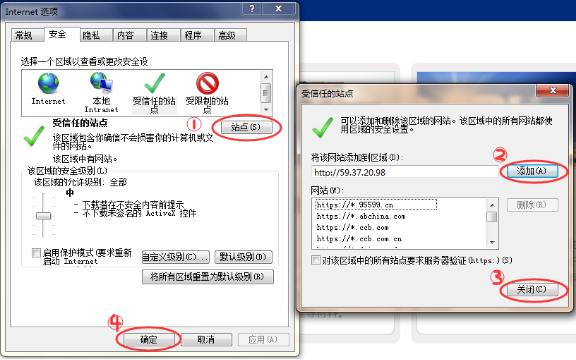 Internet 选项
常规 安全 隐私 内容 连接 程序 高级
选择一个区域以查看或更改安全设
Internet
本地
Intranet
受信任的站
点
受限制的站
点
①
受信任的站点
站点(S)
该区域包含你确信不会损害你的计算机或文
件的网站。
该区域中有网站。
该区域的安全级别(L)
该区域的允许级别: 全部
中
- 下载潜在不安全内容前提示
- 不下载未签名的 ActiveX 控件
启用保护模式(要求重新
启动 Internet
自定义级别(C)...
默认级别(D)
将所有区域重置为默认级别(R)
④
确定
取消
应用(A)
受信任的站点
可以添加和删除该区域的网站。该区域中的所有网站都使
用区域的安全设置。
②
将该网站添加到区域(D):
http://59.37.20.98
添加(A)
网站(W):
https://*.95599.cn
https://*.abchina.com
https://*.ccb.com
https://*.ccb.com.cn
删除(R)
对该区域中的所有站点要求服务器验证(https:)(S)
③
关闭(C)